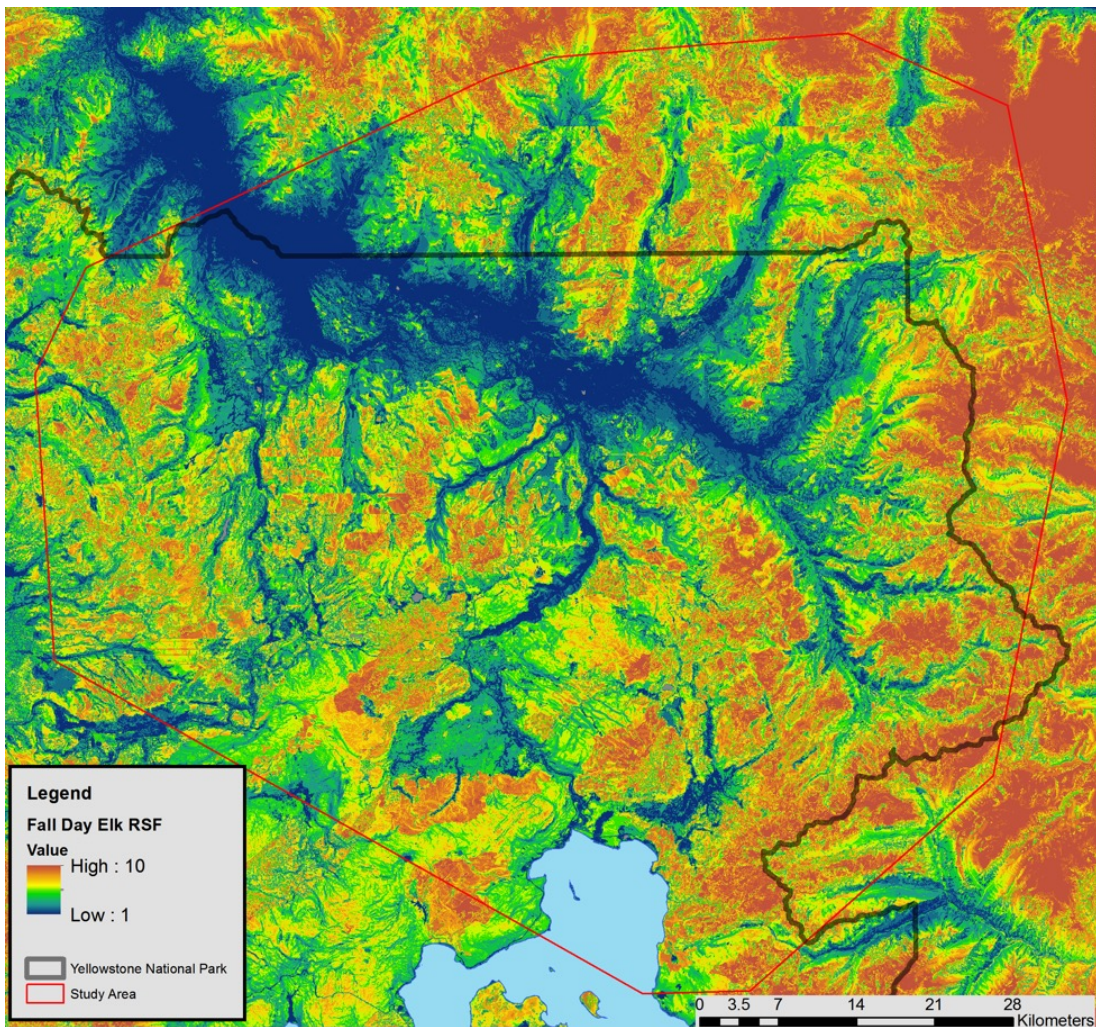 Legend
Fall Day Elk RSF
Value
High : 10
Low : 1
Yellowstone National Park
Study Area
0 3.5 7 14 21 28
Kilometers